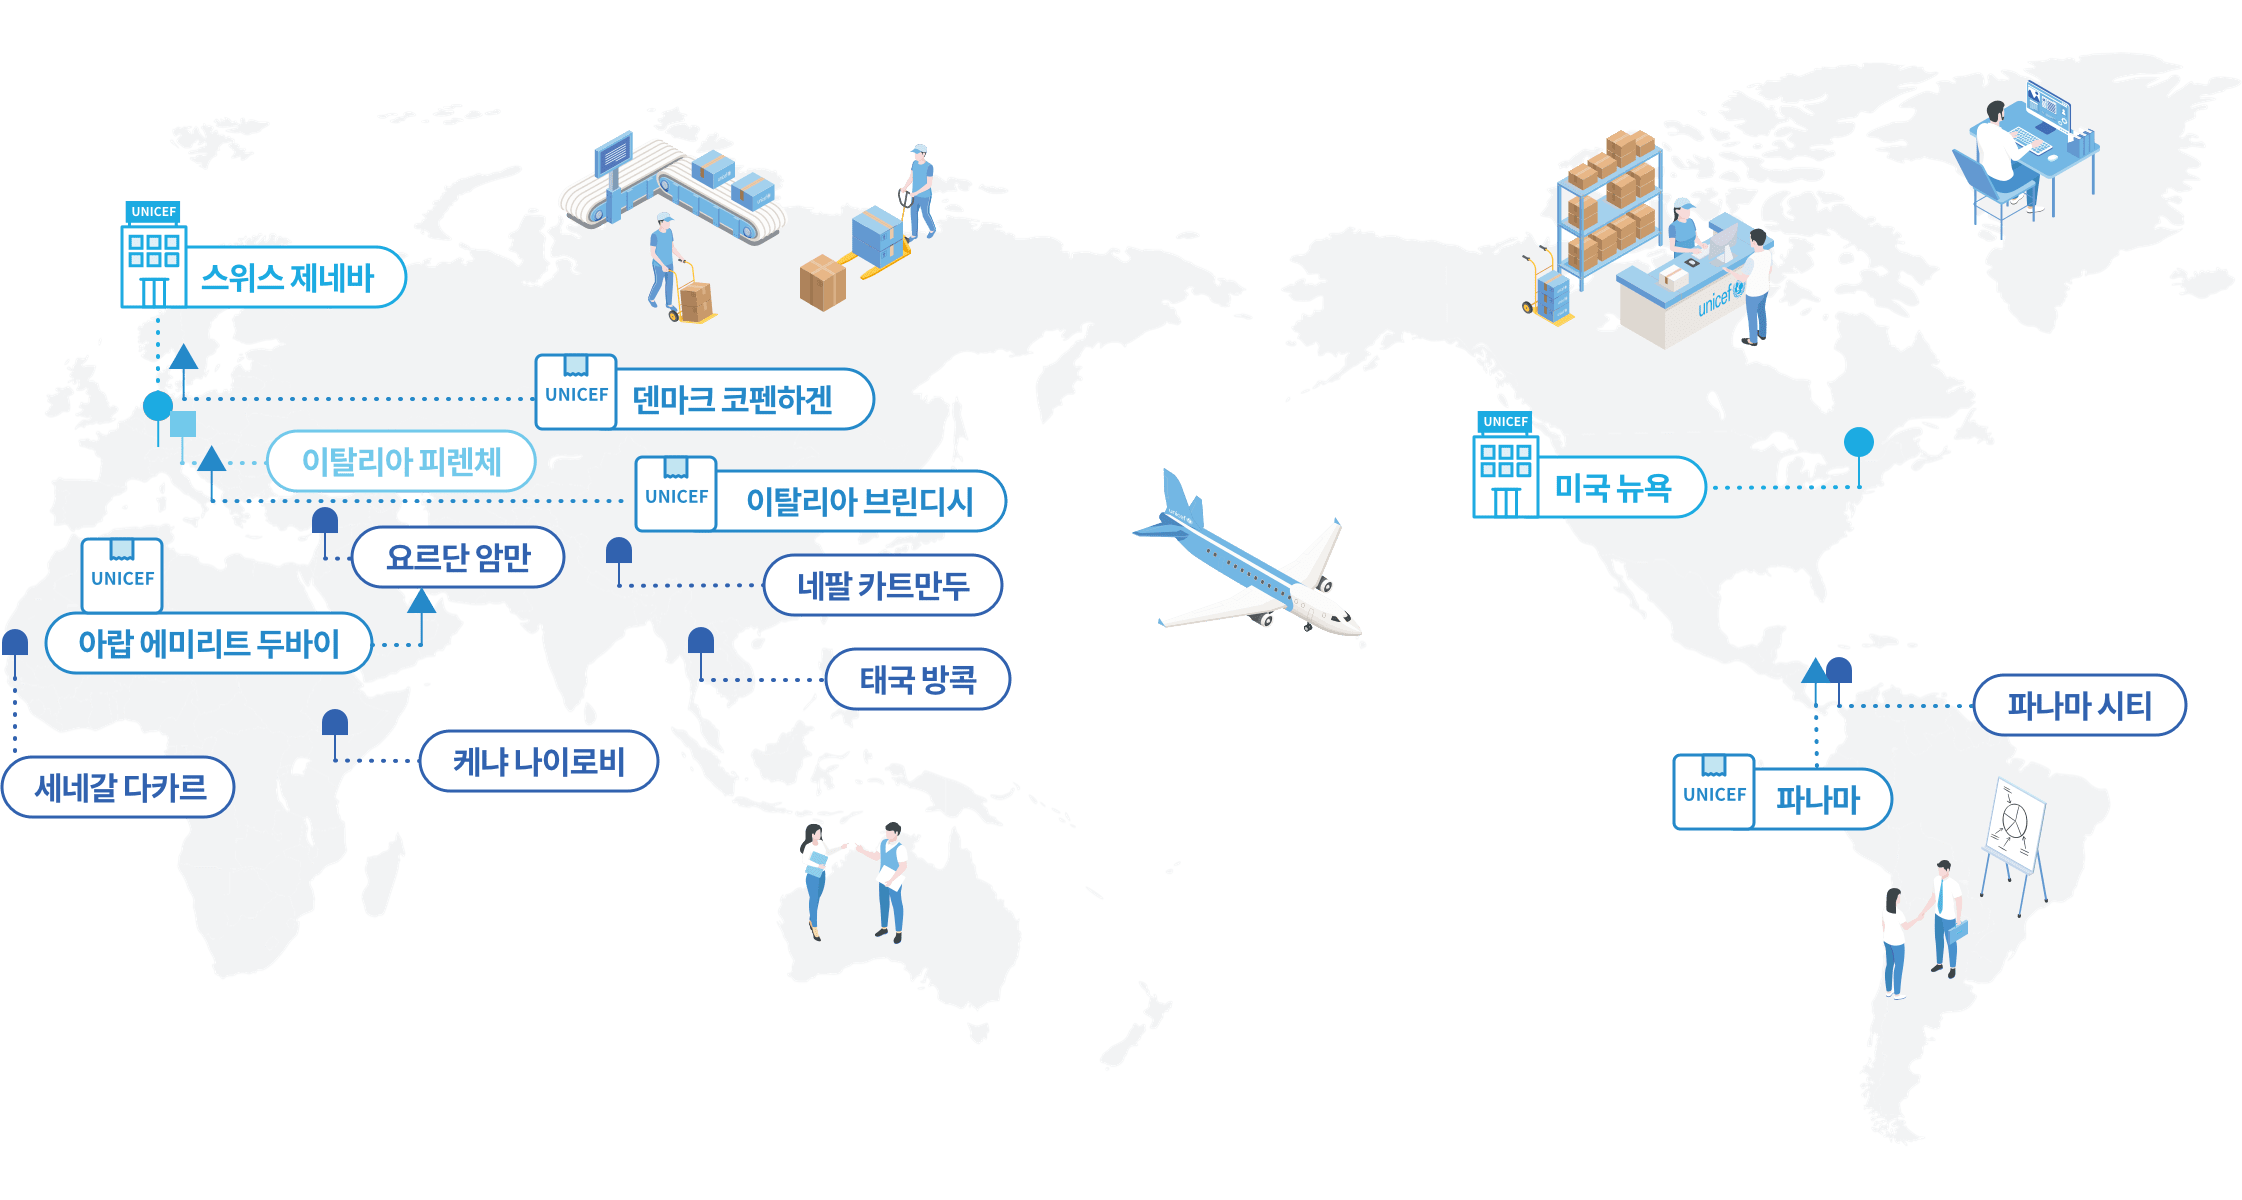 UNICEF
스위스 제네바
UNICEF
덴마크 코펜하겐
이탈리아 피렌체
UNICEF
이탈리아 브린디시
요르단 암만
UNICEF
아랍 에미리트 두바이
네팔 카트만두
태국 방콕
케냐 나이로비
세네갈 다카르
unicef
unicef
UNICEF
미국 뉴욕
파나마 시티
UNICEF
파나마